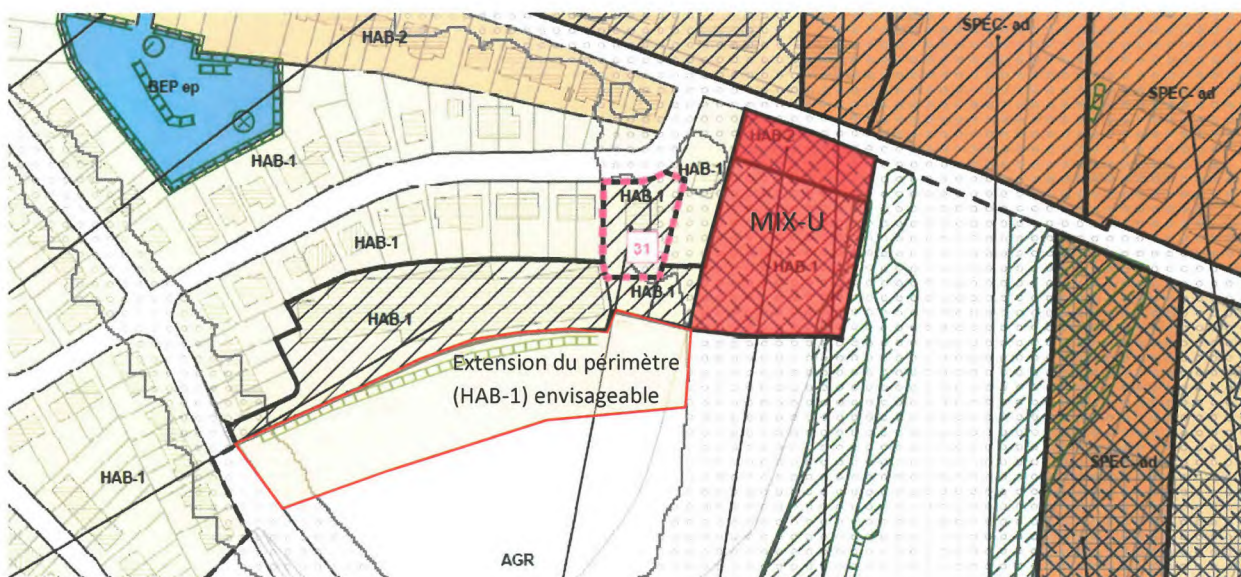 SPEC- ad
HAB-2
BEP ep
SPEC- ad
HAB-1
HAB-2
HAB-1
HAB-1
MIX-U
HAB-1
31
HAB-1
HAB-1
HAB-1
Extension du périmètre
(HAB-1) envisageable
HAB-1
SPEC- ad
AGR